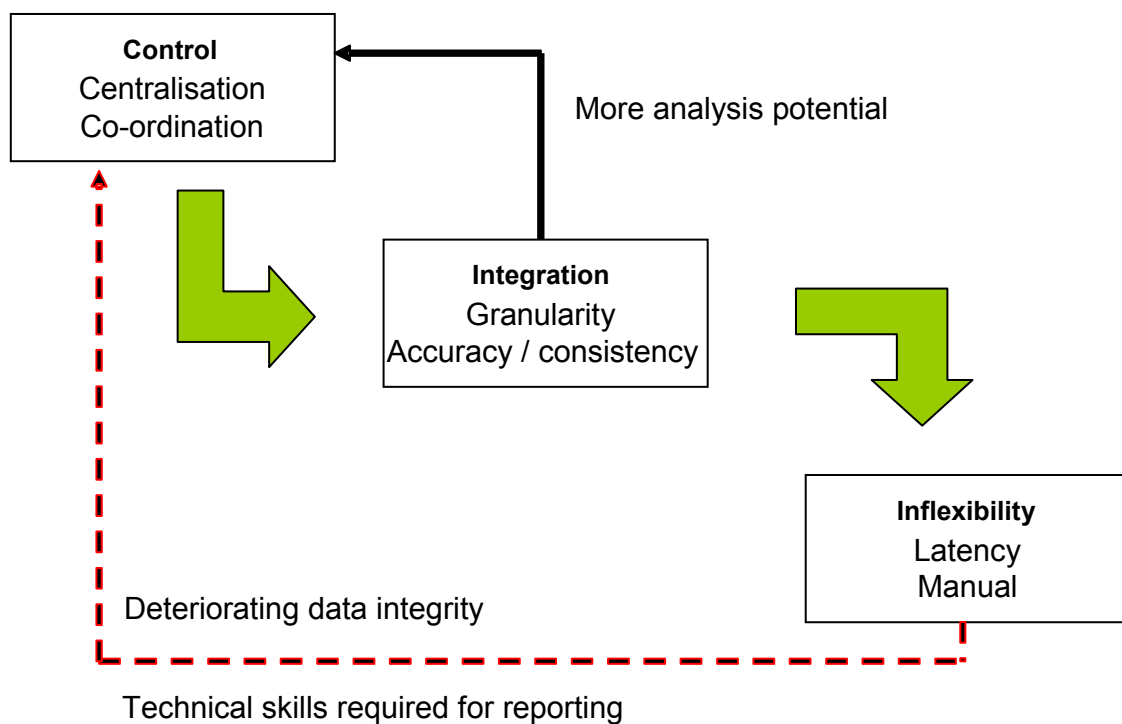 Control
Centralisation
Co-ordination
More analysis potential
Integration
Granularity
Accuracy / consistency
Inflexibility
Latency
Manual
Deteriorating data integrity
Technical skills required for reporting